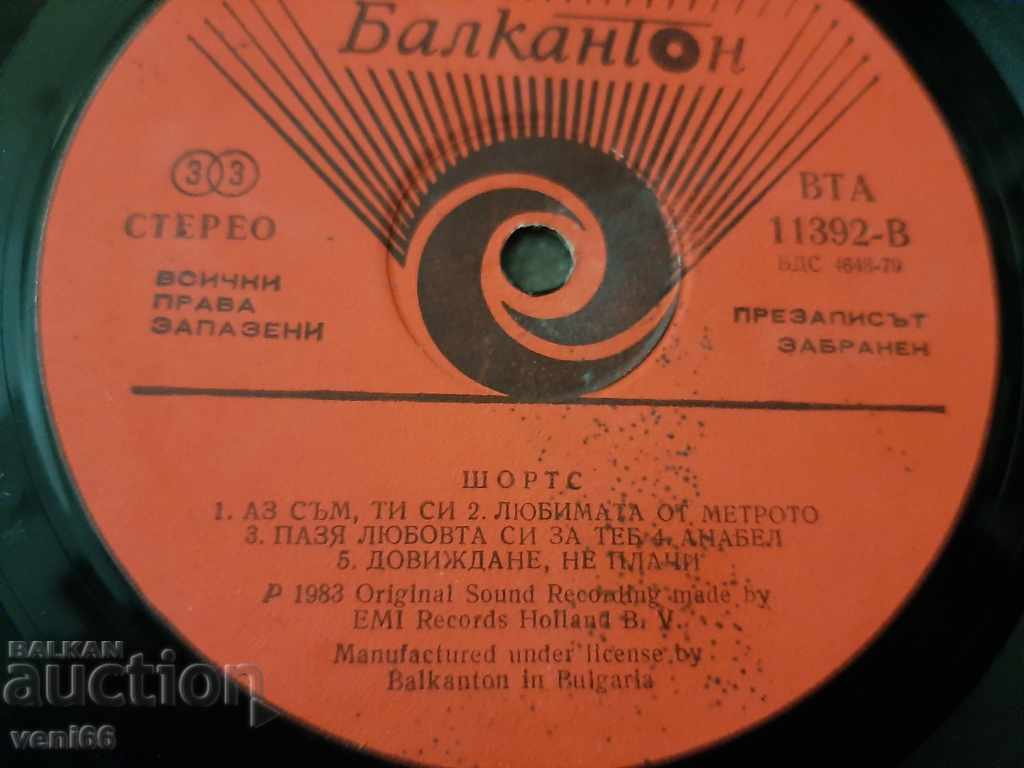 Балкантон
33
СТЕРЕО
ВСИЧКИ
ПРАВА
ЗАПАЗЕНИ
ВТА
11392-В
БДС 4648-79
ПРЕЗАПИСЪТ
ЗАБРАНЕН
ШОРТС
1. АЗ СЪМ, ТИ СИ 2. ЛЮБИМАТА ОТ МЕТРОТО
3. ПАЗЯ ЛЮБОВТА СИ ЗА ТЕБ 4. АНАБЕЛ
5. ДОВИЖДАНЕ, НЕ ПЛАЧИ
P 1983 Original Sound Recording made by
EMI Records Holland B. V.
Manufactured under license by
Balkanton in Bulgaria
BALKAN
auction
veni66